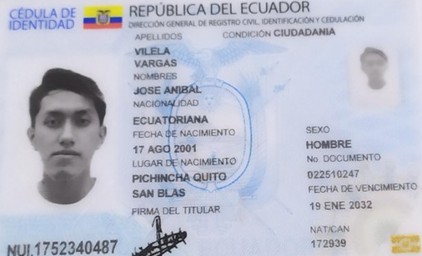 CÉDULA DE IDENTIDAD
REPÚBLICA DEL ECUADOR
DIRECCIÓN GENERAL DE REGISTRO CIVIL, IDENTIFICACIÓN Y CEDULACIÓN
APELLIDOS
CONDICIÓN CIUDADANIA
VILELA
VARGAS
NOMBRES
JOSE ANIBAL
NACIONALIDAD
ECUATORIANA
FECHA DE NACIMIENTO
17 AGO 2001
LUGAR DE NACIMIENTO
PICHINCHA QUITO
SAN BLAS
FIRMA DEL TITULAR
SEXO
HOMBRE
No. DOCUMENTO
022510247
FECHA DE VENCIMIENTO
19 ENE 2032
NAT/CAN
172939
NUI.1752340487